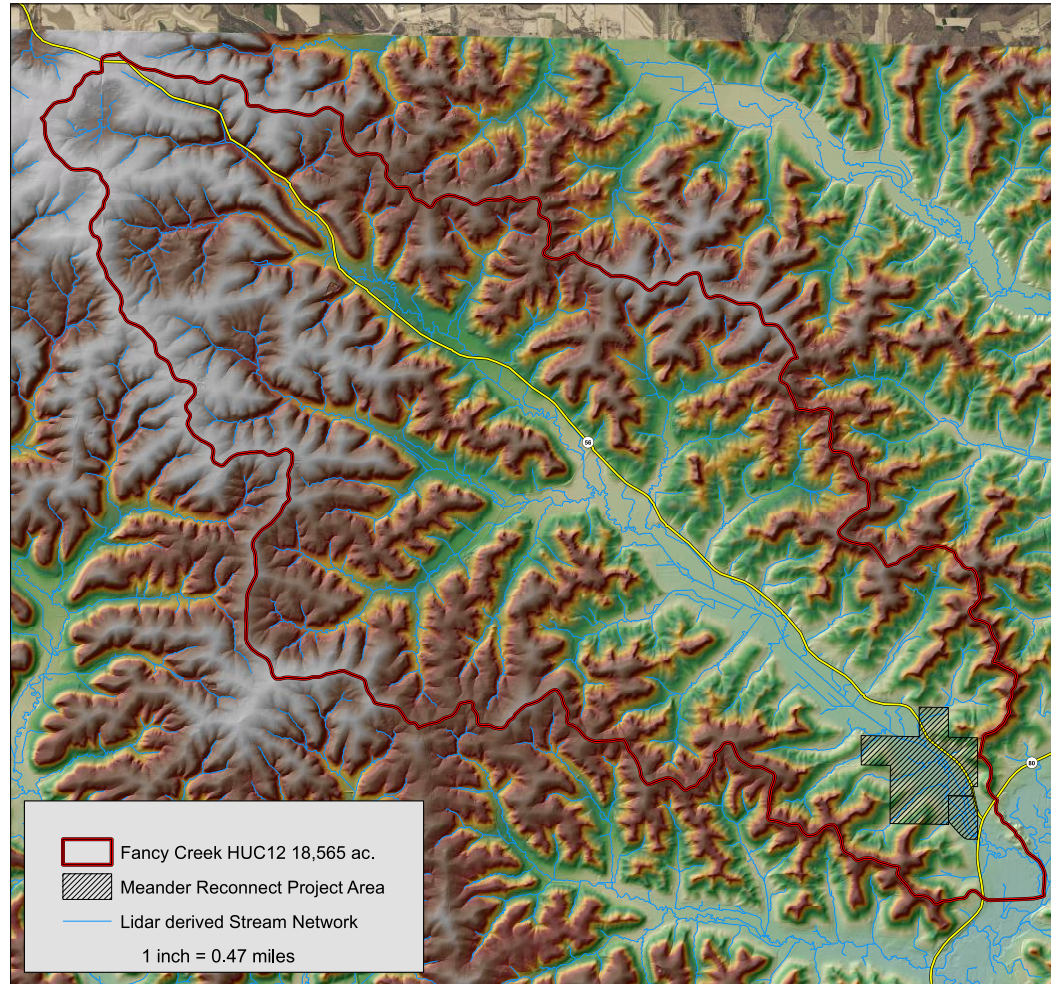 56
80
Fancy Creek HUC12 18,565 ac.
Meander Reconnect Project Area
Lidar derived Stream Network
1 inch = 0.47 miles